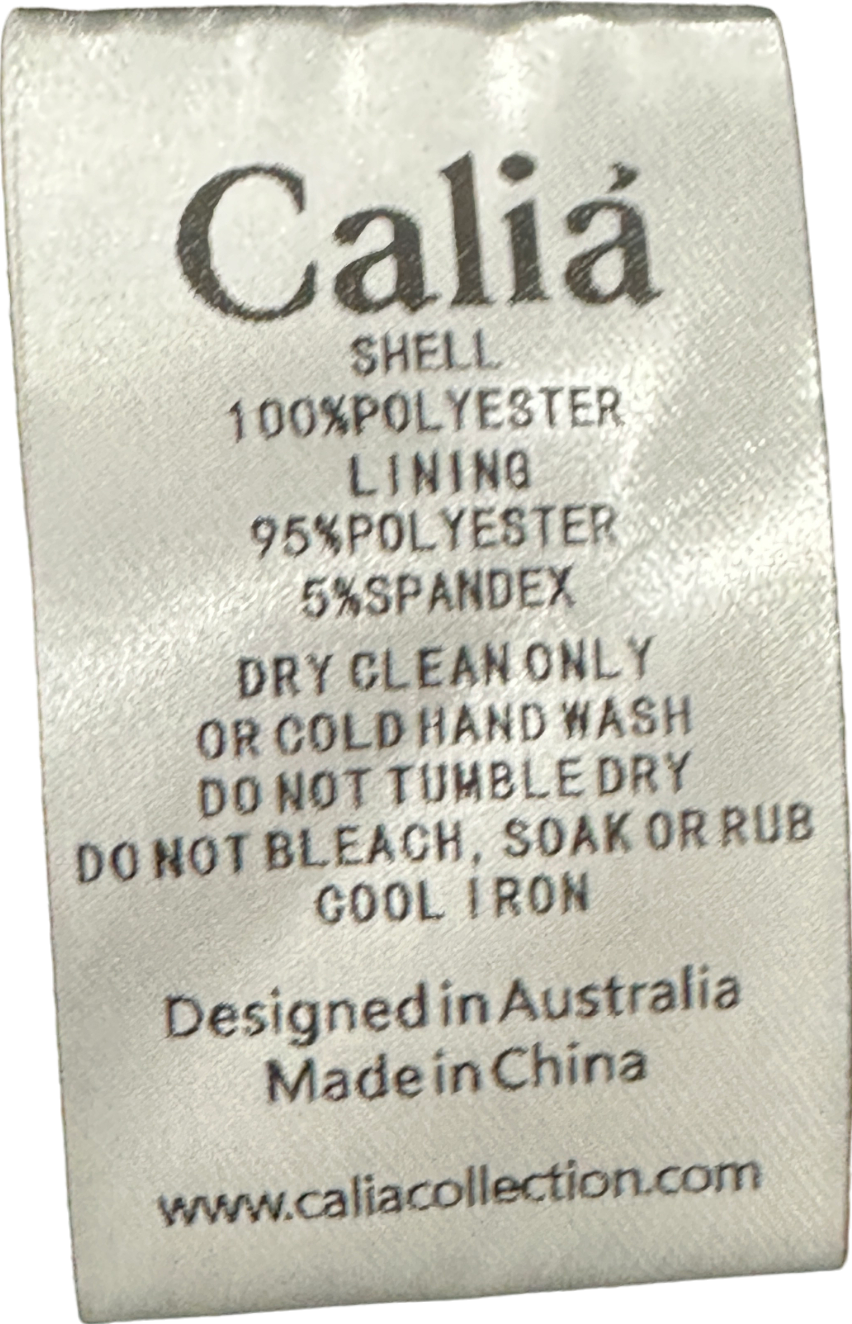 Caliá
SHELL
100%POLYESTER
LINING
95%POLYESTER
5%SPANDEX
DRY CLEAN ONLY
OR COLD HAND WASH
DO NOT TUMBLE DRY
DO NOT BLEACH, SOAK OR RUB
COOL IRON
Designed in Australia
Made in China
www.caliacollection.com